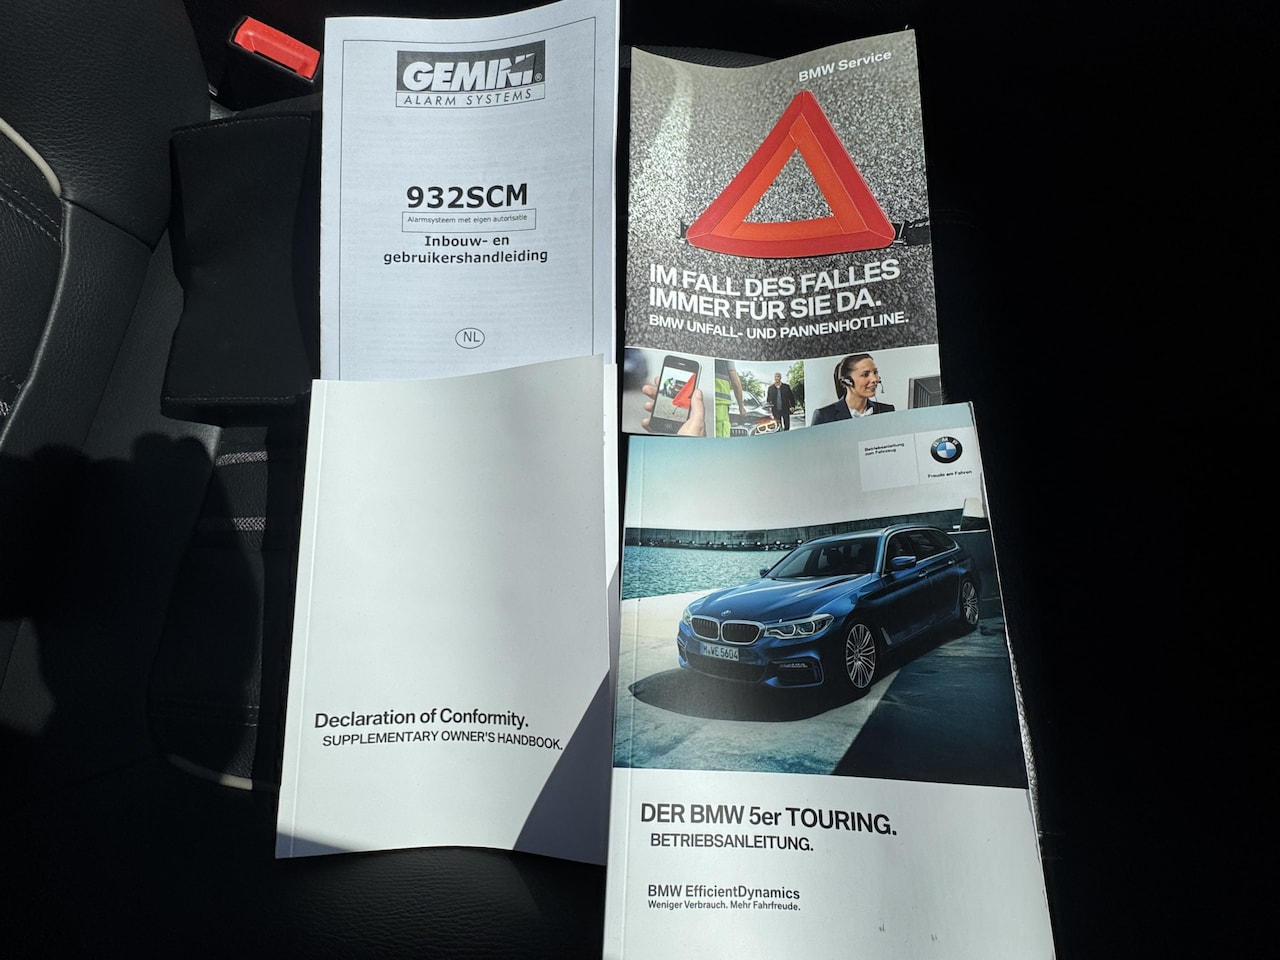 GEMINI®
ALARM SYSTEMS
932SCM
Alarmsysteem met eigen autorisatie
Inbouw- en
gebruikershandleiding
NL
BMW Service
IM FALL DES FALLES
IMMER FÜR SIE DA.
BMW UNFALL- UND PANNENHOTLINE.
Declaration of Conformity.
SUPPLEMENTARY OWNER'S HANDBOOK.
Betriebsanleitung
zum Fahrzeug
BMW
Freude am Fahren
M·WE 5604
DER BMW 5er TOURING.
BETRIEBSANLEITUNG.
BMW EfficientDynamics
Weniger Verbrauch. Mehr Fahrfreude.